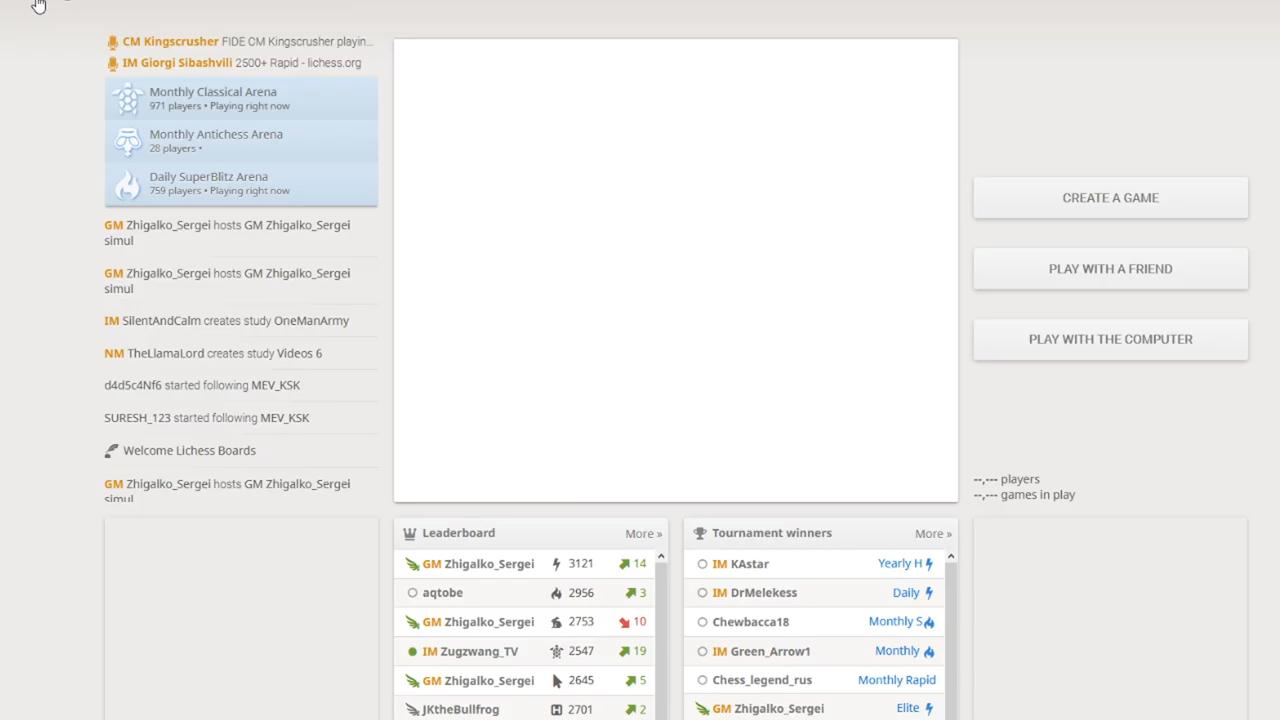 CM Kingscrusher FIDE CM Kingscrusher playin...
IM Giorgi Sibashvili 2500+ Rapid - lichess.org
Monthly Classical Arena
971 players • Playing right now
Monthly Antichess Arena
28 players •
Daily SuperBlitz Arena
759 players • Playing right now
GM Zhigalko_Sergei hosts GM Zhigalko_Sergei
simul
GM Zhigalko_Sergei hosts GM Zhigalko_Sergei
simul
IM SilentAndCalm creates study OneManArmy
NM TheLlamaLord creates study Videos 6
d4d5c4Nf6 started following MEV_KSK
SURESH_123 started following MEV_KSK
Welcome Lichess Boards
GM Zhigalko_Sergei hosts GM Zhigalko_Sergei
simul
CREATE A GAME
PLAY WITH A FRIEND
PLAY WITH THE COMPUTER
--,--- players
--,--- games in play
Leaderboard More »
GM Zhigalko_Sergei 3121 14
aqtobe 2956 3
GM Zhigalko_Sergei 2753 10
IM Zugzwang_TV 2547 19
GM Zhigalko_Sergei 2645 5
JKtheBullfrog 2701 2
Tournament winners More »
IM KAstar Yearly H
IM DrMelekess Daily
Chewbacca18 Monthly S
IM Green_Arrow1 Monthly
Chess_legend_rus Monthly Rapid
GM Zhigalko_Sergei Elite